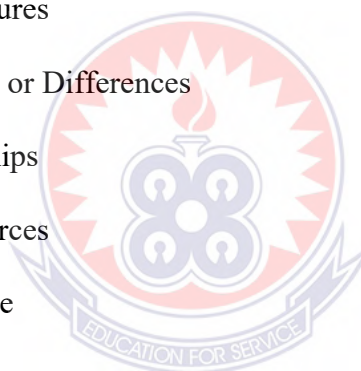 ures
or Differences
ips
rces
e
EDUCATION FOR SERVICE